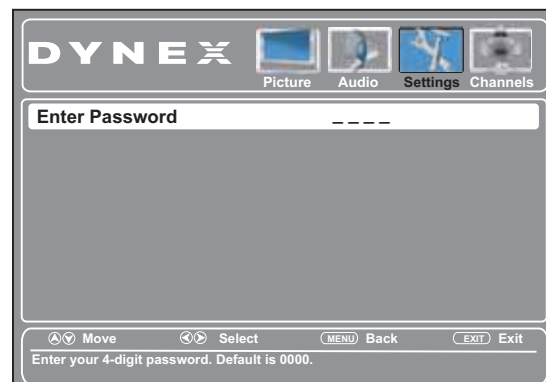 DYNEX
Picture Audio Settings Channels
Enter Password _ _ _ _
Move Select MENU Back EXIT Exit
Enter your 4-digit password. Default is 0000.